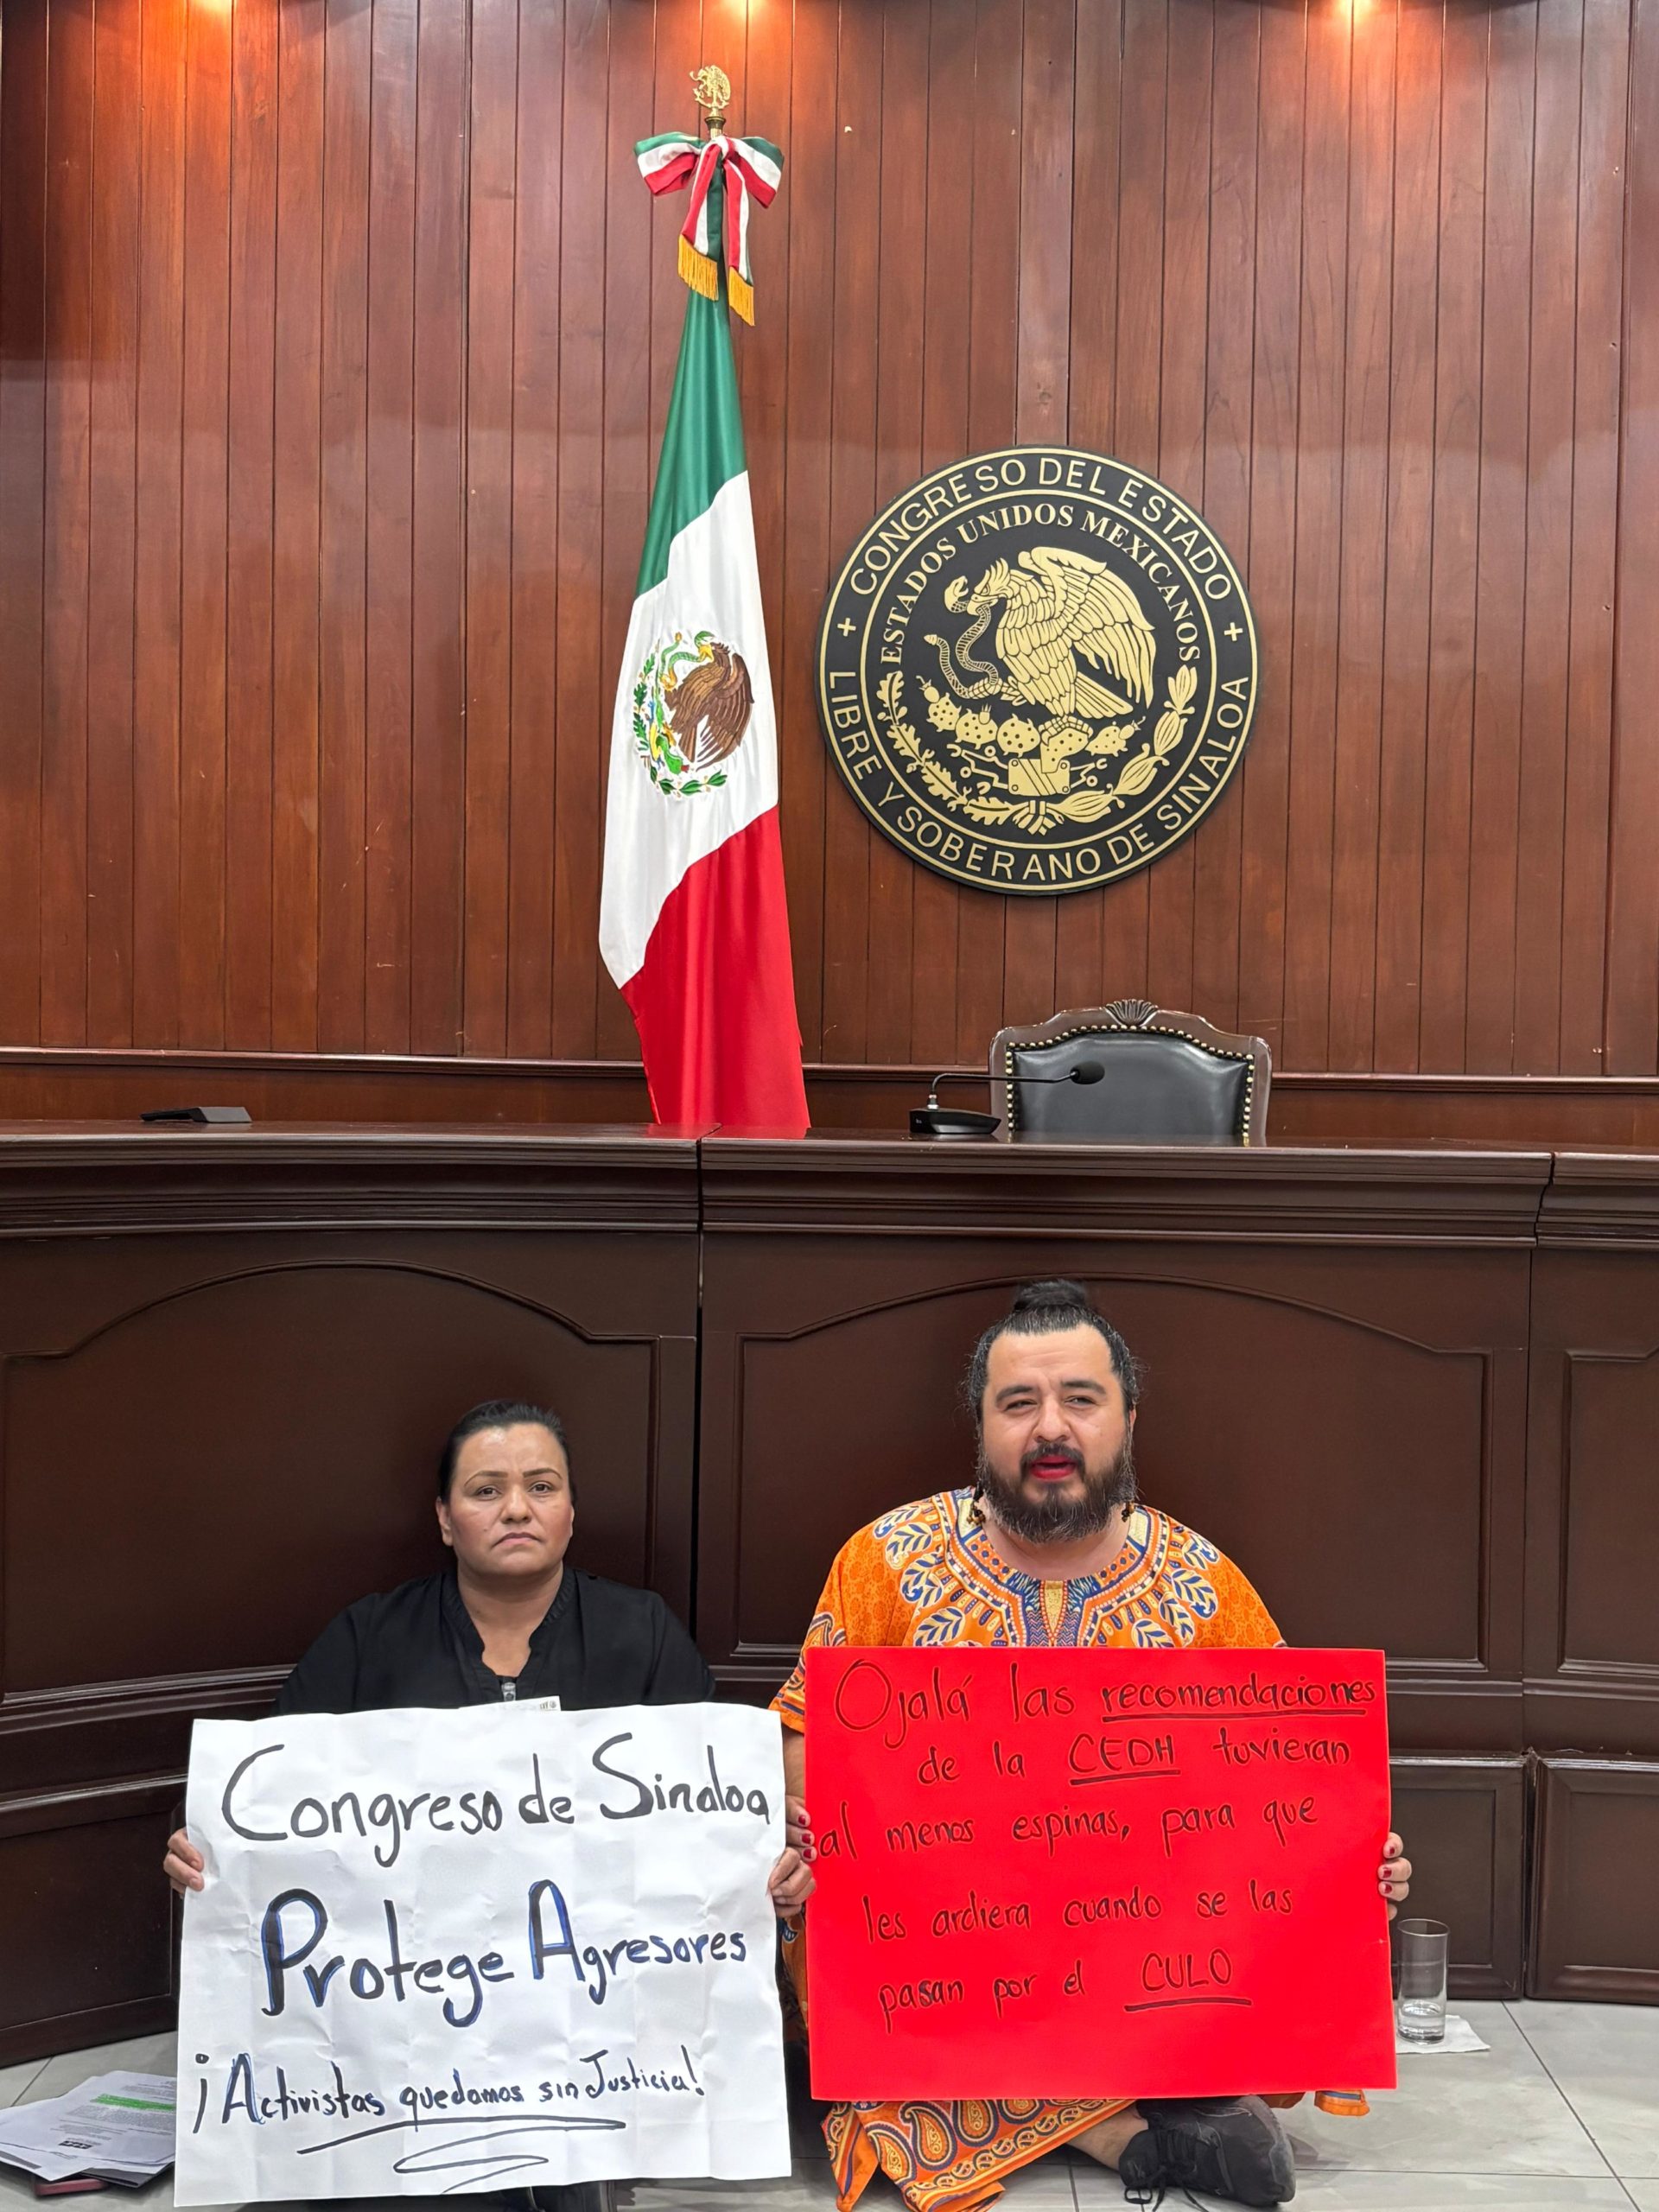 CONGRESO DEL ESTADO
LIBRE Y SOBERANO DE SINALOA
ESTADOS UNIDOS MEXICANOS
Congreso de Sinaloa
Protege Agresores
¡Activistas quedamos sin Justicia!
Ojalá las recomendaciones
de la CEDH tuvieran
al menos espinas, para que
les ardiera cuando se las
pasan por el CULO